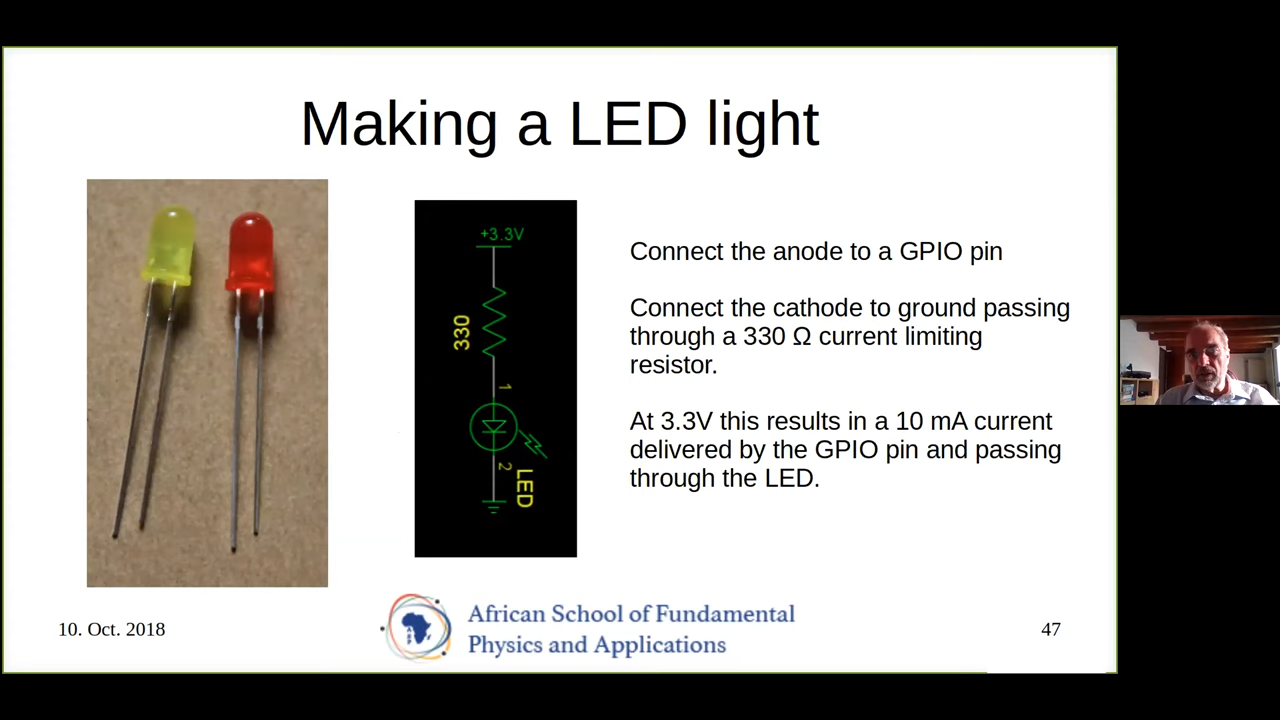 Making a LED light
+3.3V
330
1
2
LED
Connect the anode to a GPIO pin
Connect the cathode to ground passing
through a 330 Ω current limiting
resistor.
At 3.3V this results in a 10 mA current
delivered by the GPIO pin and passing
through the LED.
10. Oct. 2018
African School of Fundamental
Physics and Applications
47